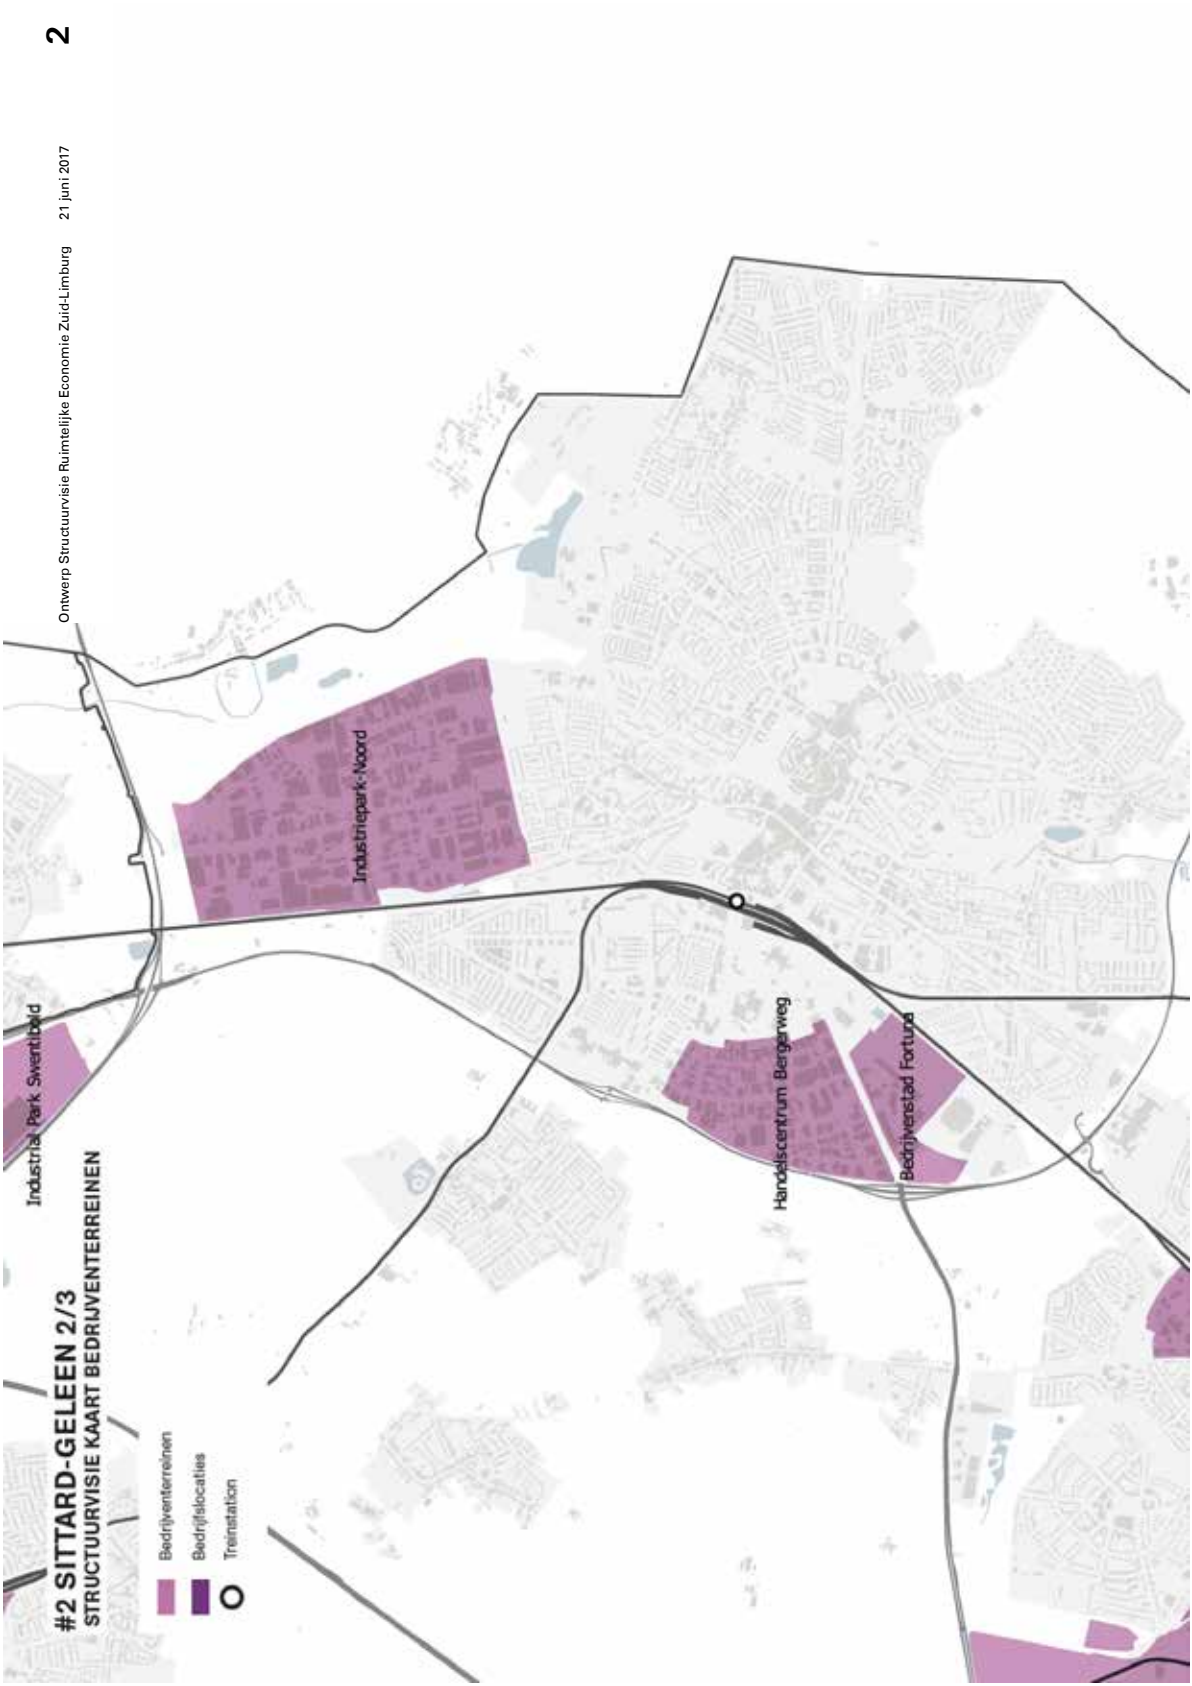 #2 SITTARD-GELEEN 2/3
STRUCTUURVISIE KAART BEDRIJVENTERREINEN
Bedrijventerreinen
Bedrijfslocaties
Treinstation
Industrial Park Swentibold
Industriepark-Noord
Handelscentrum Bergerweg
Bedrijvenstad Fortuna
Ontwerp Structuurvisie Ruimtelijke Economie Zuid-Limburg 21 juni 2017
2